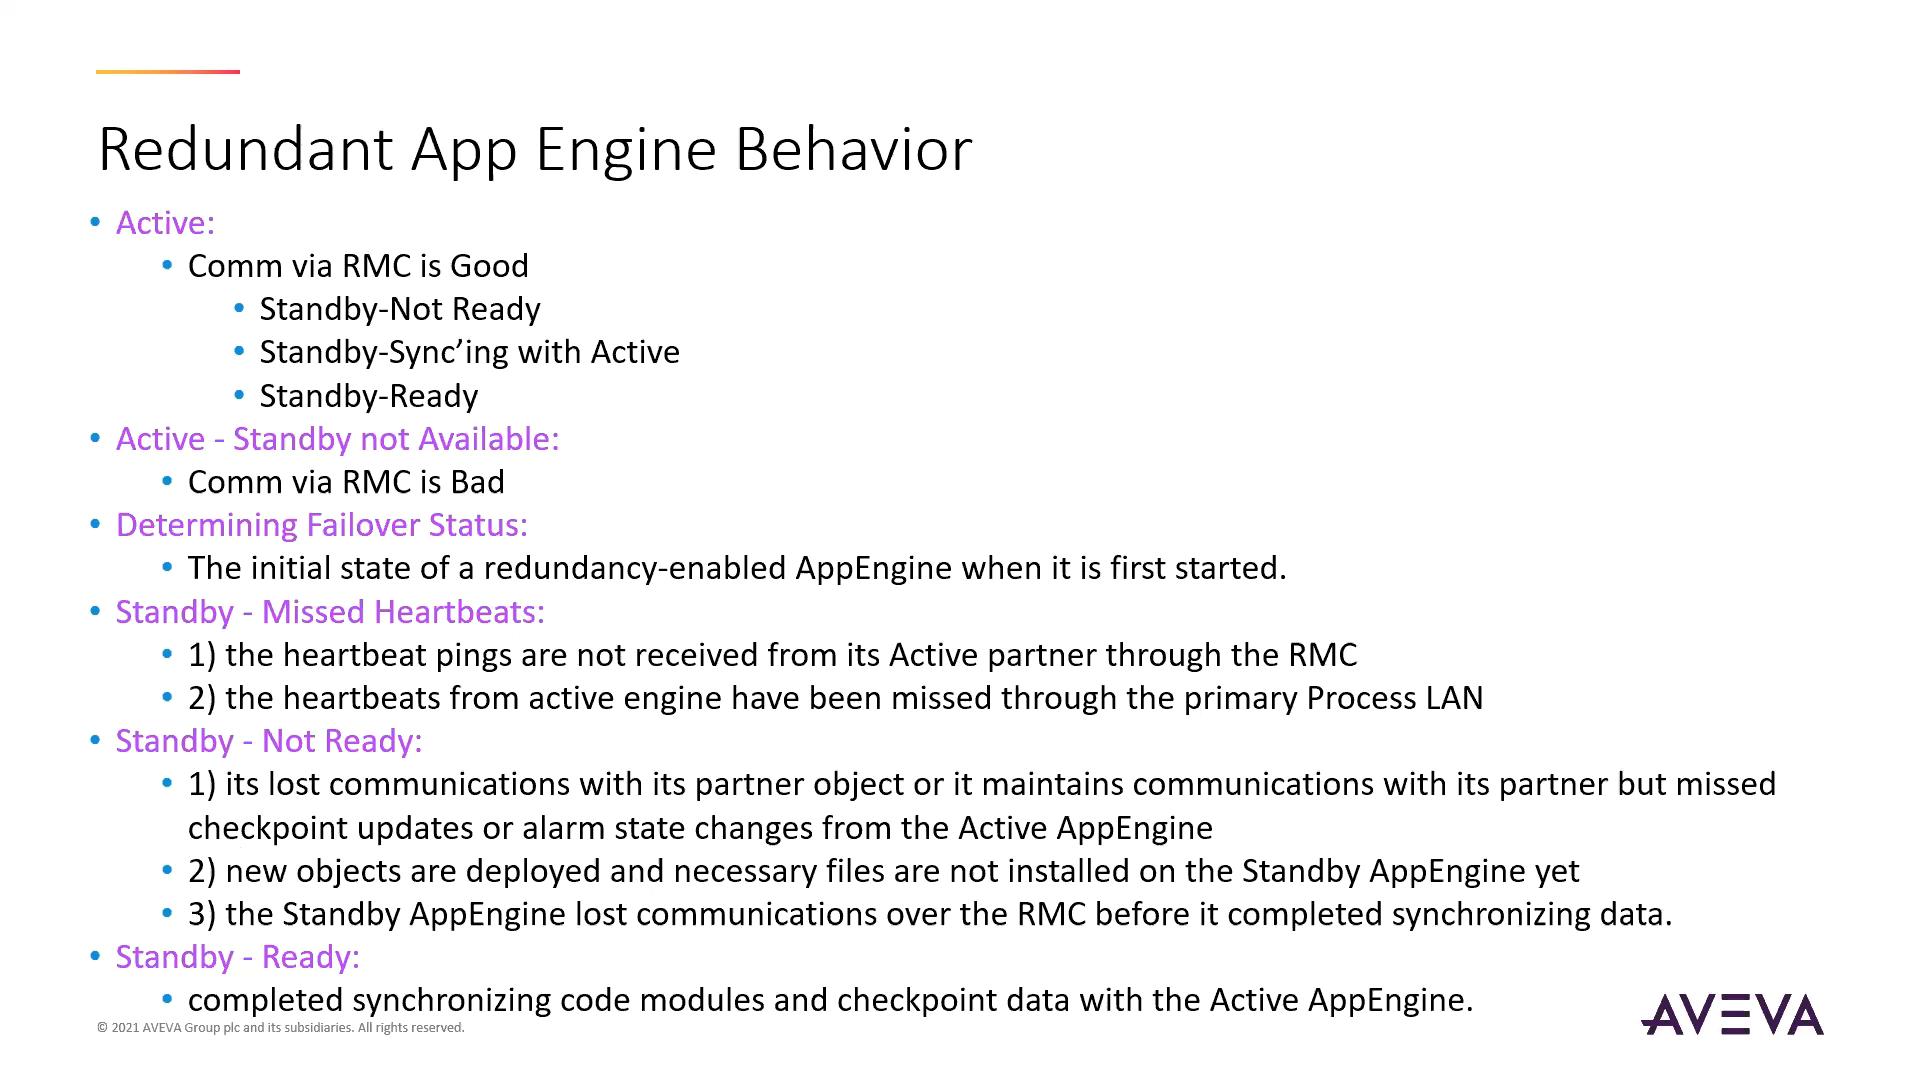 Redundant App Engine Behavior
• Active:
• Comm via RMC is Good
• Standby-Not Ready
• Standby-Sync’ing with Active
• Standby-Ready
• Active - Standby not Available:
• Comm via RMC is Bad
• Determining Failover Status:
• The initial state of a redundancy-enabled AppEngine when it is first started.
• Standby - Missed Heartbeats:
• 1) the heartbeat pings are not received from its Active partner through the RMC
• 2) the heartbeats from active engine have been missed through the primary Process LAN
• Standby - Not Ready:
• 1) its lost communications with its partner object or it maintains communications with its partner but missed
checkpoint updates or alarm state changes from the Active AppEngine
• 2) new objects are deployed and necessary files are not installed on the Standby AppEngine yet
• 3) the Standby AppEngine lost communications over the RMC before it completed synchronizing data.
• Standby - Ready:
• completed synchronizing code modules and checkpoint data with the Active AppEngine.
© 2021 AVEVA Group plc and its subsidiaries. All rights reserved.
AVEVA